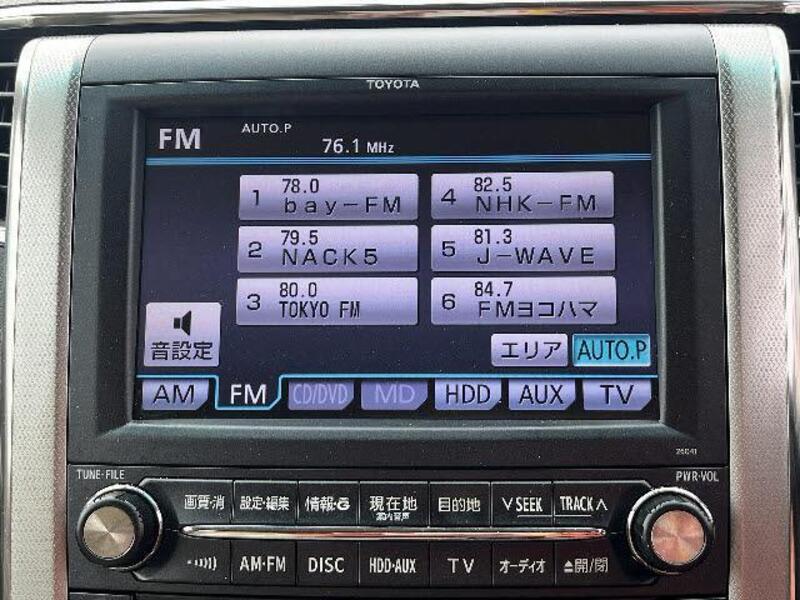 TOYOTA
FM AUTO.P
76.1 MHz
1 78.0 bay-FM
2 79.5 NACK5
3 80.0 TOKYO FM
4 82.5 NHK-FM
5 81.3 J-WAVE
6 84.7 FMヨコハマ
音設定
エリア AUTO.P
AM FM CD/DVD MD HDD AUX TV
26041
TUNE·FILE PWR·VOL
画質·消 設定·編集 情報·G 現在地 目的地 ∨SEEK TRACK∧
AM·FM DISC HDD·AUX TV オーディオ ⏏開/閉